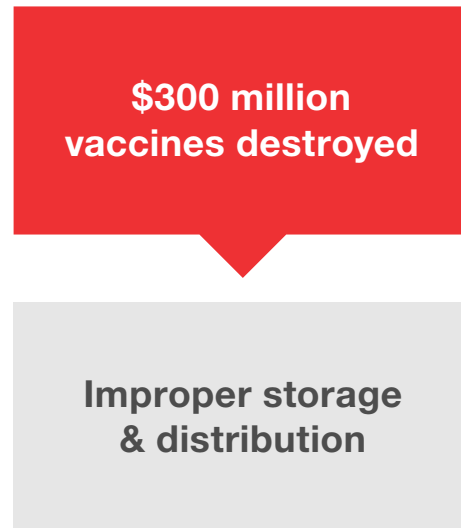 $300 million
vaccines destroyed
Improper storage
& distribution